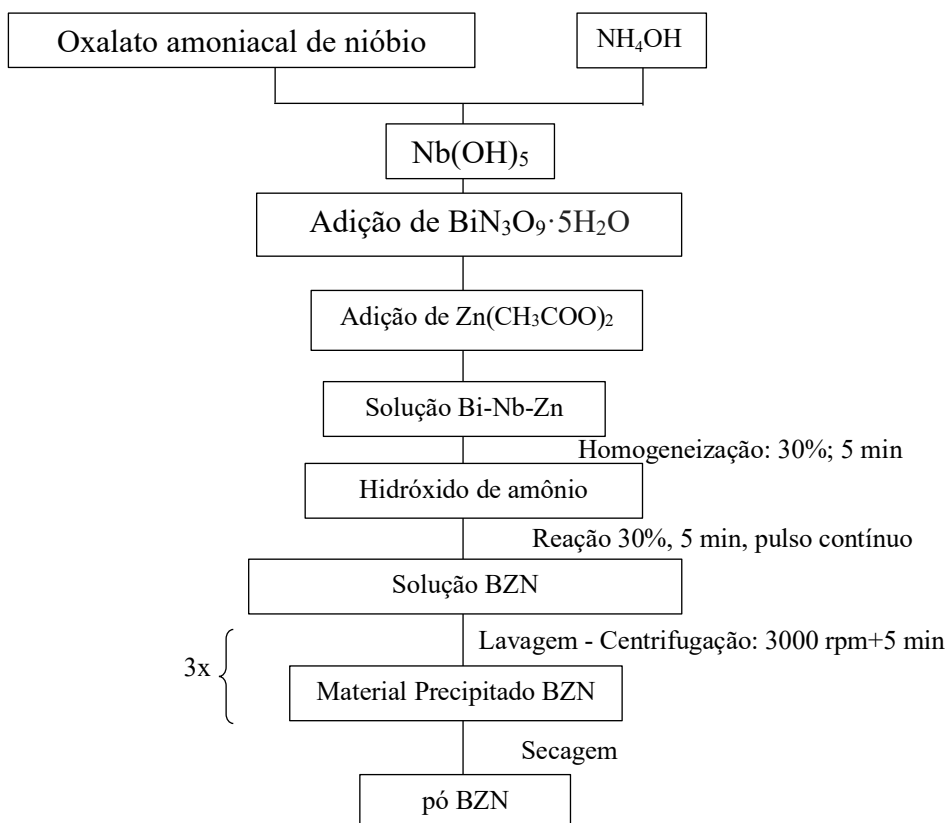 Oxalato amoniacal de nióbio
NH₄OH
Nb(OH)₅
Adição de BiN₃O₉·5H₂O
Adição de Zn(CH₃COO)₂
Solução Bi-Nb-Zn
Homogeneização: 30%; 5 min
Hidróxido de amônio
Reação 30%, 5 min, pulso contínuo
Solução BZN
Lavagem - Centrifugação: 3000 rpm+5 min
3x
Material Precipitado BZN
Secagem
pó BZN